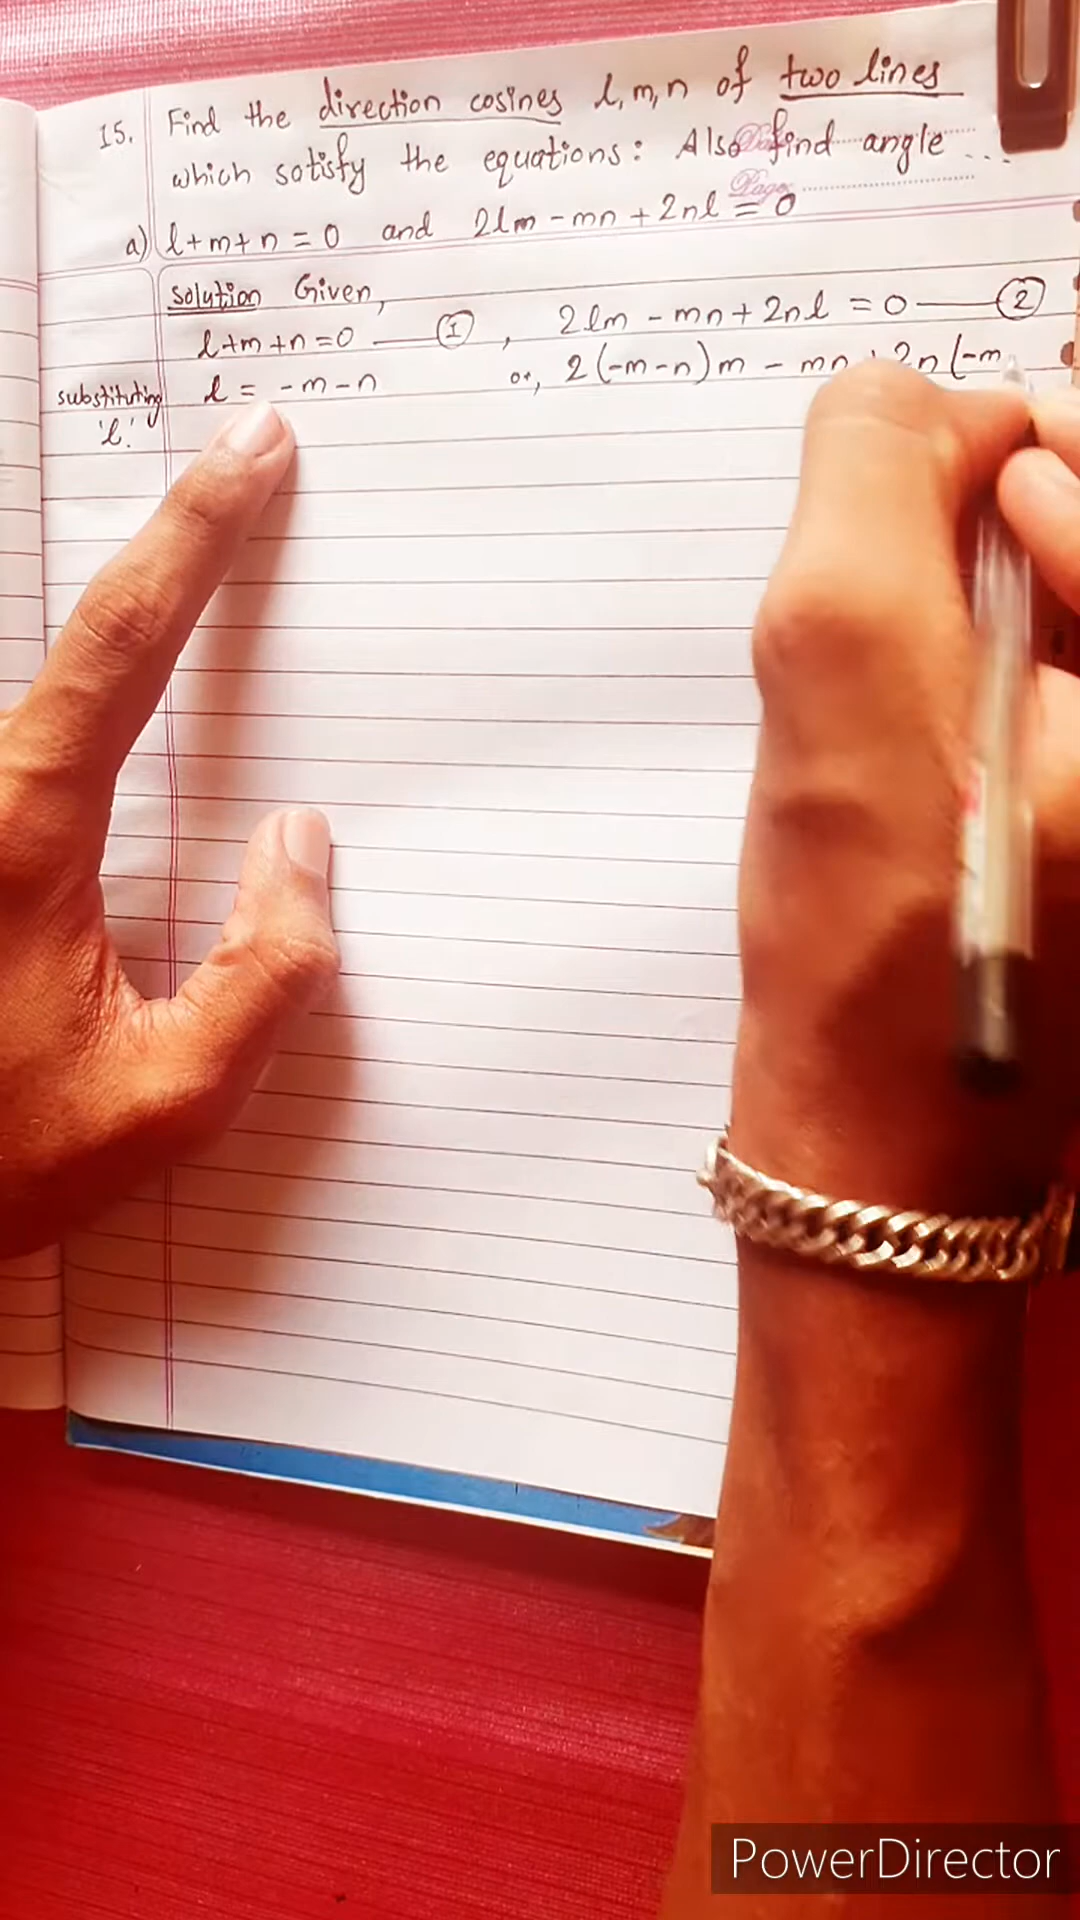 15. Find the direction cosines l, m, n of two lines
which satisfy the equations: Also find angle ...
Page
a) l+m+n=0 and 2lm-mn+2nl=0
Solution Given,
l+m+n=0 ——① , 2lm-mn+2nl=0——②
substituting l = -m-n or, 2(-m-n)m - mn + 2n(-m
'l'.
PowerDirector